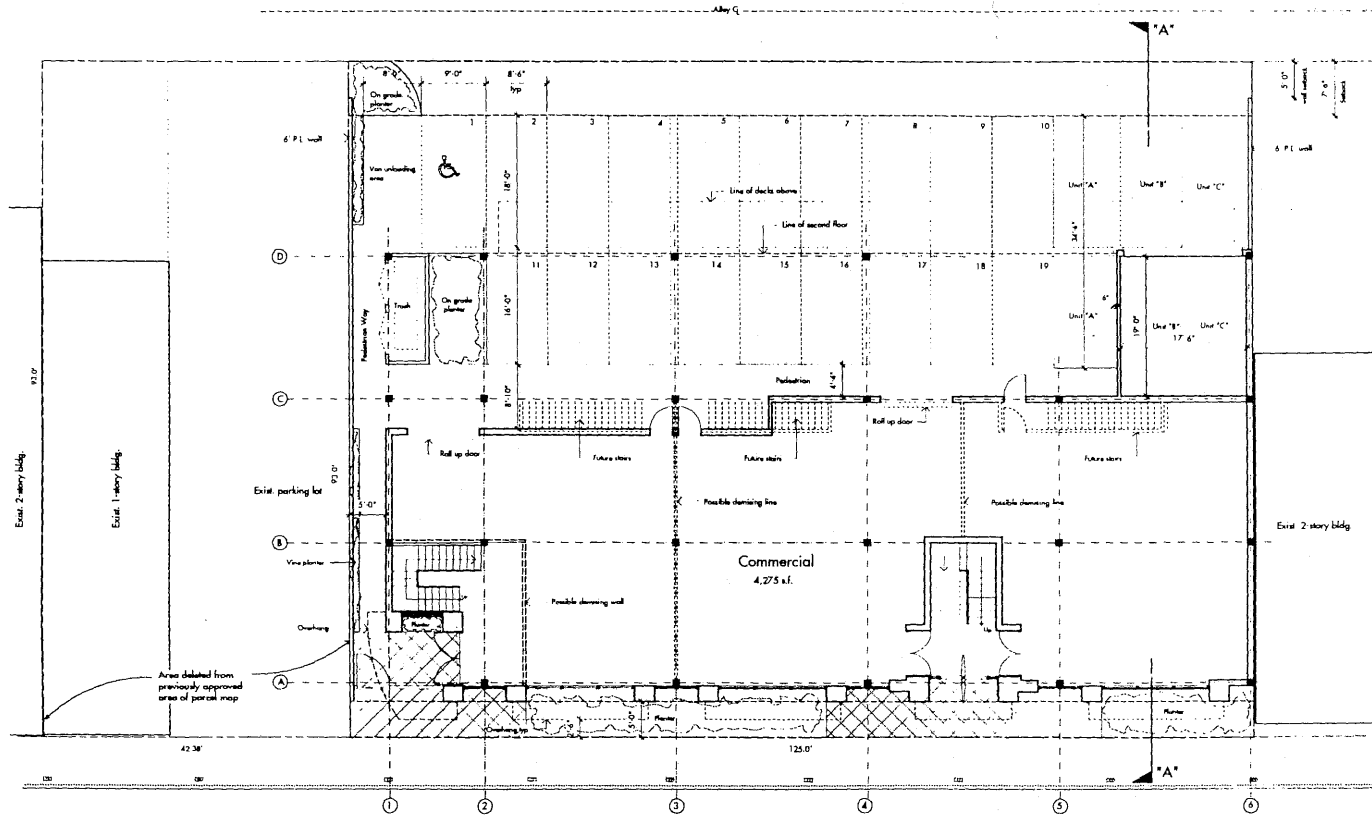 Alley ℄
"A"
8'-0"
9'-0"
8'-6"
typ
5'-0"
wall setback
7'-6"
Setback
On grade
planter
6' P.L. wall
1
2
3
4
5
6
7
8
9
10
6' P.L. wall
Van unloading
area
18'-0"
Line of decks above
Line of second floor
Unit "A"
Unit "B"
Unit "C"
34'-4"
D
11
12
13
14
15
16
17
18
19
Trash
On grade
planter
16'-0"
6"
Unit "A"
19'-0"
Unit "B"
Unit "C"
17'6"
Pedestrian Way
93.0'
Pedestrian
4'-4"
8'-10"
C
Roll up door
Roll up door
Future stairs
Future stairs
Future stairs
Exist. 2-story bldg.
Exist. 1-story bldg.
Exist. parking lot
93.0'
5'-0"
Possible demising line
Possible demising line
Exist. 2-story bldg.
B
Commercial
4,275 s.f.
Vine planter
Possible demising wall
Overhang
Planter
Up
Area deleted from
previously approved
area of parcel map
A
Planter
Planter
Overhang typ
5'-0"
42.38'
125.0'
"A"
1
2
3
4
5
6